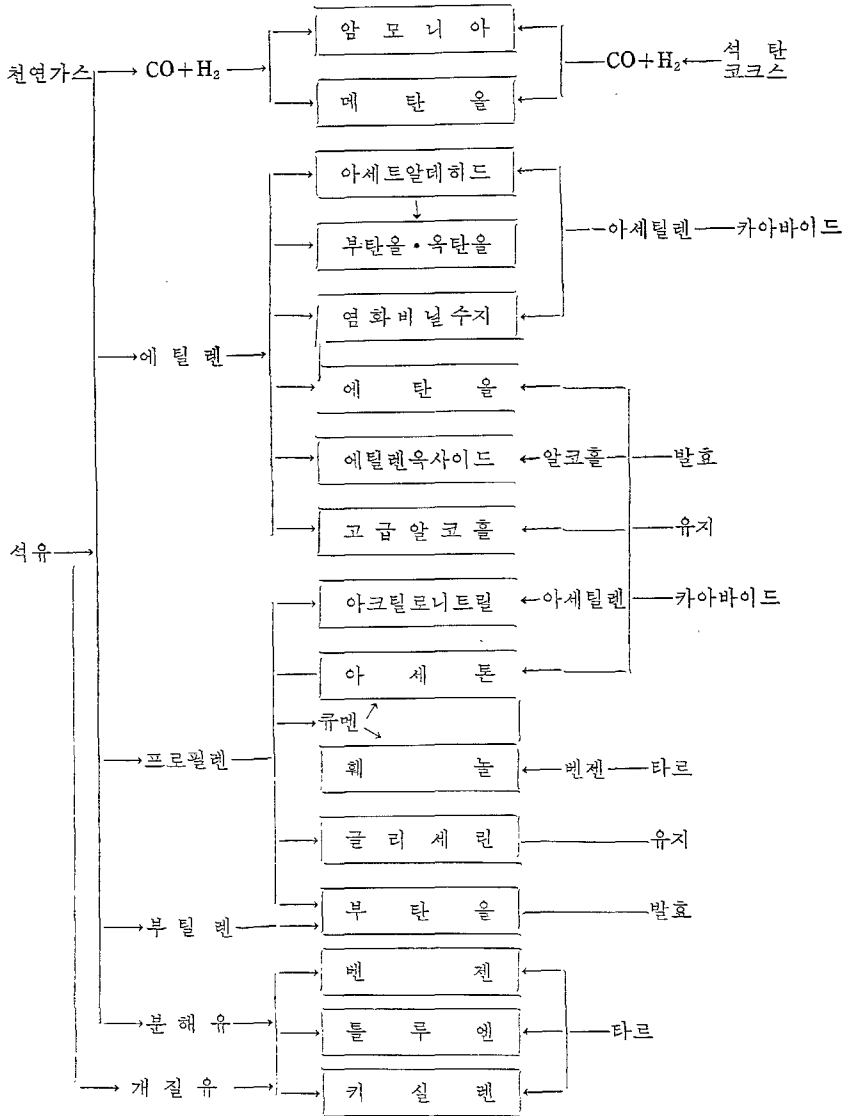 암 모 니 아
천연가스 → CO+H₂ → CO+H₂ ← 석 탄
코크스
메 탄 올
아세트알데히드
↓
부탄올·옥탄올 아세틸렌 카아바이드
염화비닐수지
에 틸 렌
에 탄 올
에틸렌옥사이드 ←알코홀 발효
고 급 알 코 홀 유지
석유
아크틸로니트릴 ←아세틸렌 카아바이드
아 세 톤
큐멘
프로필렌 훼 놀 ←벤젠 타르
글 리 세 린 유지
부 탄 올 발효
부 틸 렌
벤 젠
분 해 유 틀 루 엔 타르
개 질 유 키 실 렌